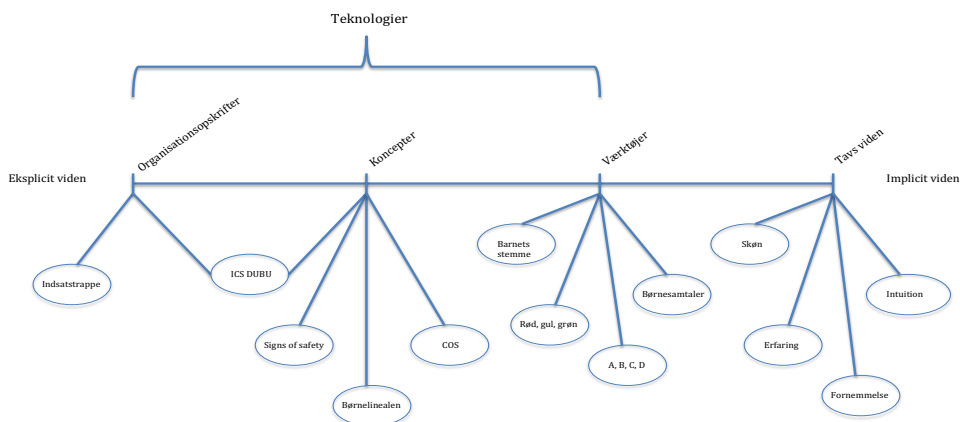 Teknologier
Organisationsopskrifter
Koncepter
Værktøjer
Tavs viden
Eksplicit viden
Implicit viden
Barnets
stemme
Skøn
ICS DUBU
Indsatstrappe
Børnesamtaler
Intuition
Rød, gul, grøn
Signs of safety
COS
Erfaring
A, B, C, D
Fornemmelse
Børnelinealen